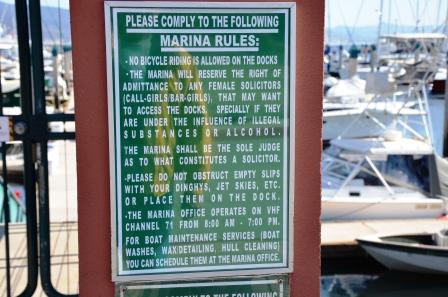 PLEASE COMPLY TO THE FOLLOWING
MARINA RULES:
- NO BICYCLE RIDING IS ALLOWED ON THE DOCKS
- THE MARINA WILL RESERVE THE RIGHT OF
ADMITTANCE TO ANY FEMALE SOLICITORS
(CALL-GIRLS/BAR-GIRLS), THAT MAY WANT
TO ACCESS THE DOCKS. SPECIALLY IF THEY
ARE UNDER THE INFLUENCE OF ILLEGAL
SUBSTANCES OR ALCOHOL.
THE MARINA SHALL BE THE SOLE JUDGE
AS TO WHAT CONSTITUTES A SOLICITOR.
-PLEASE DO NOT OBSTRUCT EMPTY SLIPS
WITH YOUR DINGHYS, JET SKIES, ETC.
OR PLACE THEM ON THE DOCK.
-THE MARINA OFFICE OPERATES ON VHF
CHANNEL 71 FROM 8:00 AM - 7:00 PM.
FOR BOAT MAINTENANCE SERVICES (BOAT
WASHES, WAX/DETAILING, HULL CLEANING)
YOU CAN SCHEDULE THEM AT THE MARINA OFFICE.
COMPLY TO THE FOLLOWING